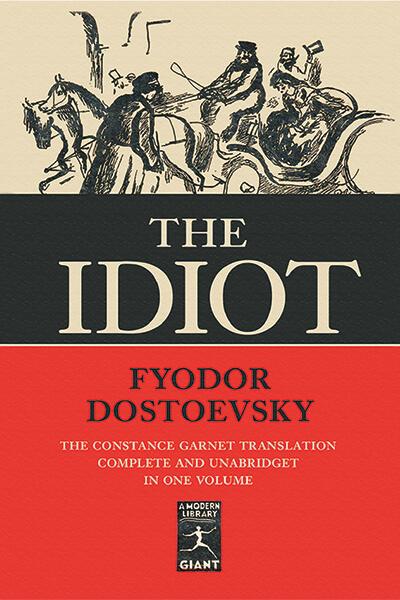 THE
IDIOT
FYODOR
DOSTOEVSKY
THE CONSTANCE GARNET TRANSLATION
COMPLETE AND UNABRIDGET
IN ONE VOLUME
A MODERN
LIBRARY
GIANT